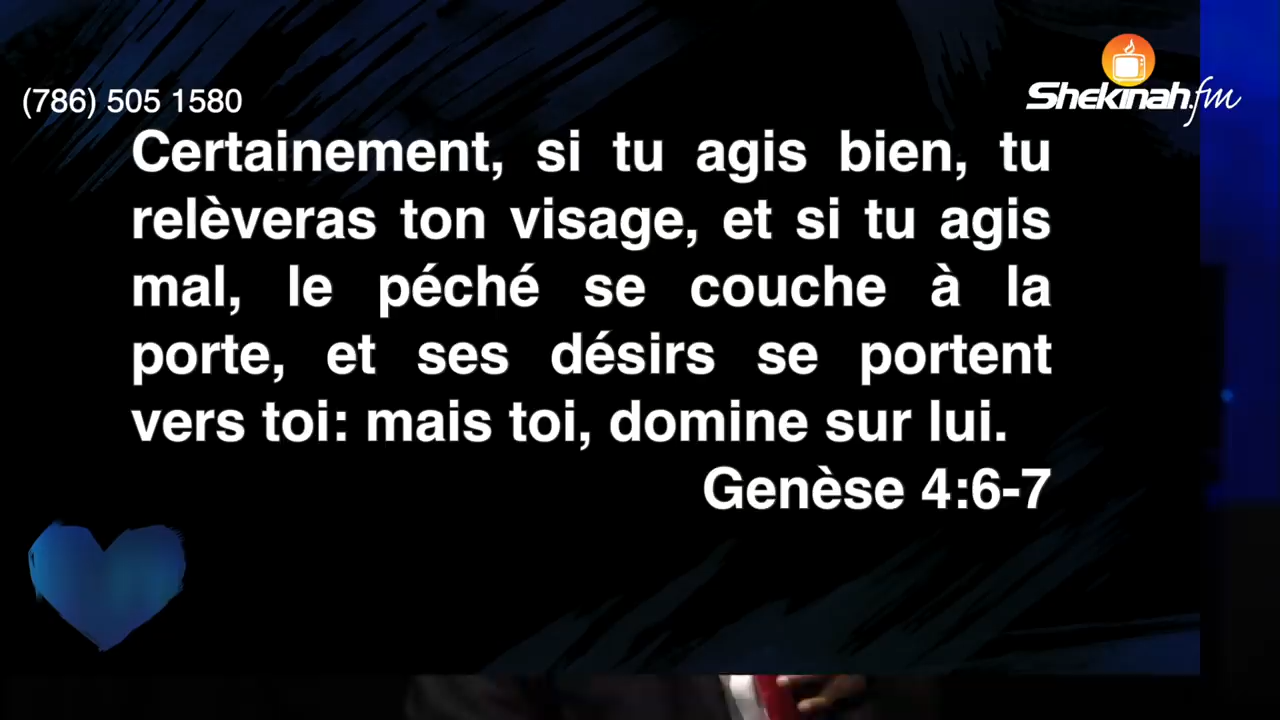 (786) 505 1580
Shekinah.fm
Certainement, si tu agis bien, tu
relèveras ton visage, et si tu agis
mal, le péché se couche à la
porte, et ses désirs se portent
vers toi: mais toi, domine sur lui.
Genèse 4:6-7